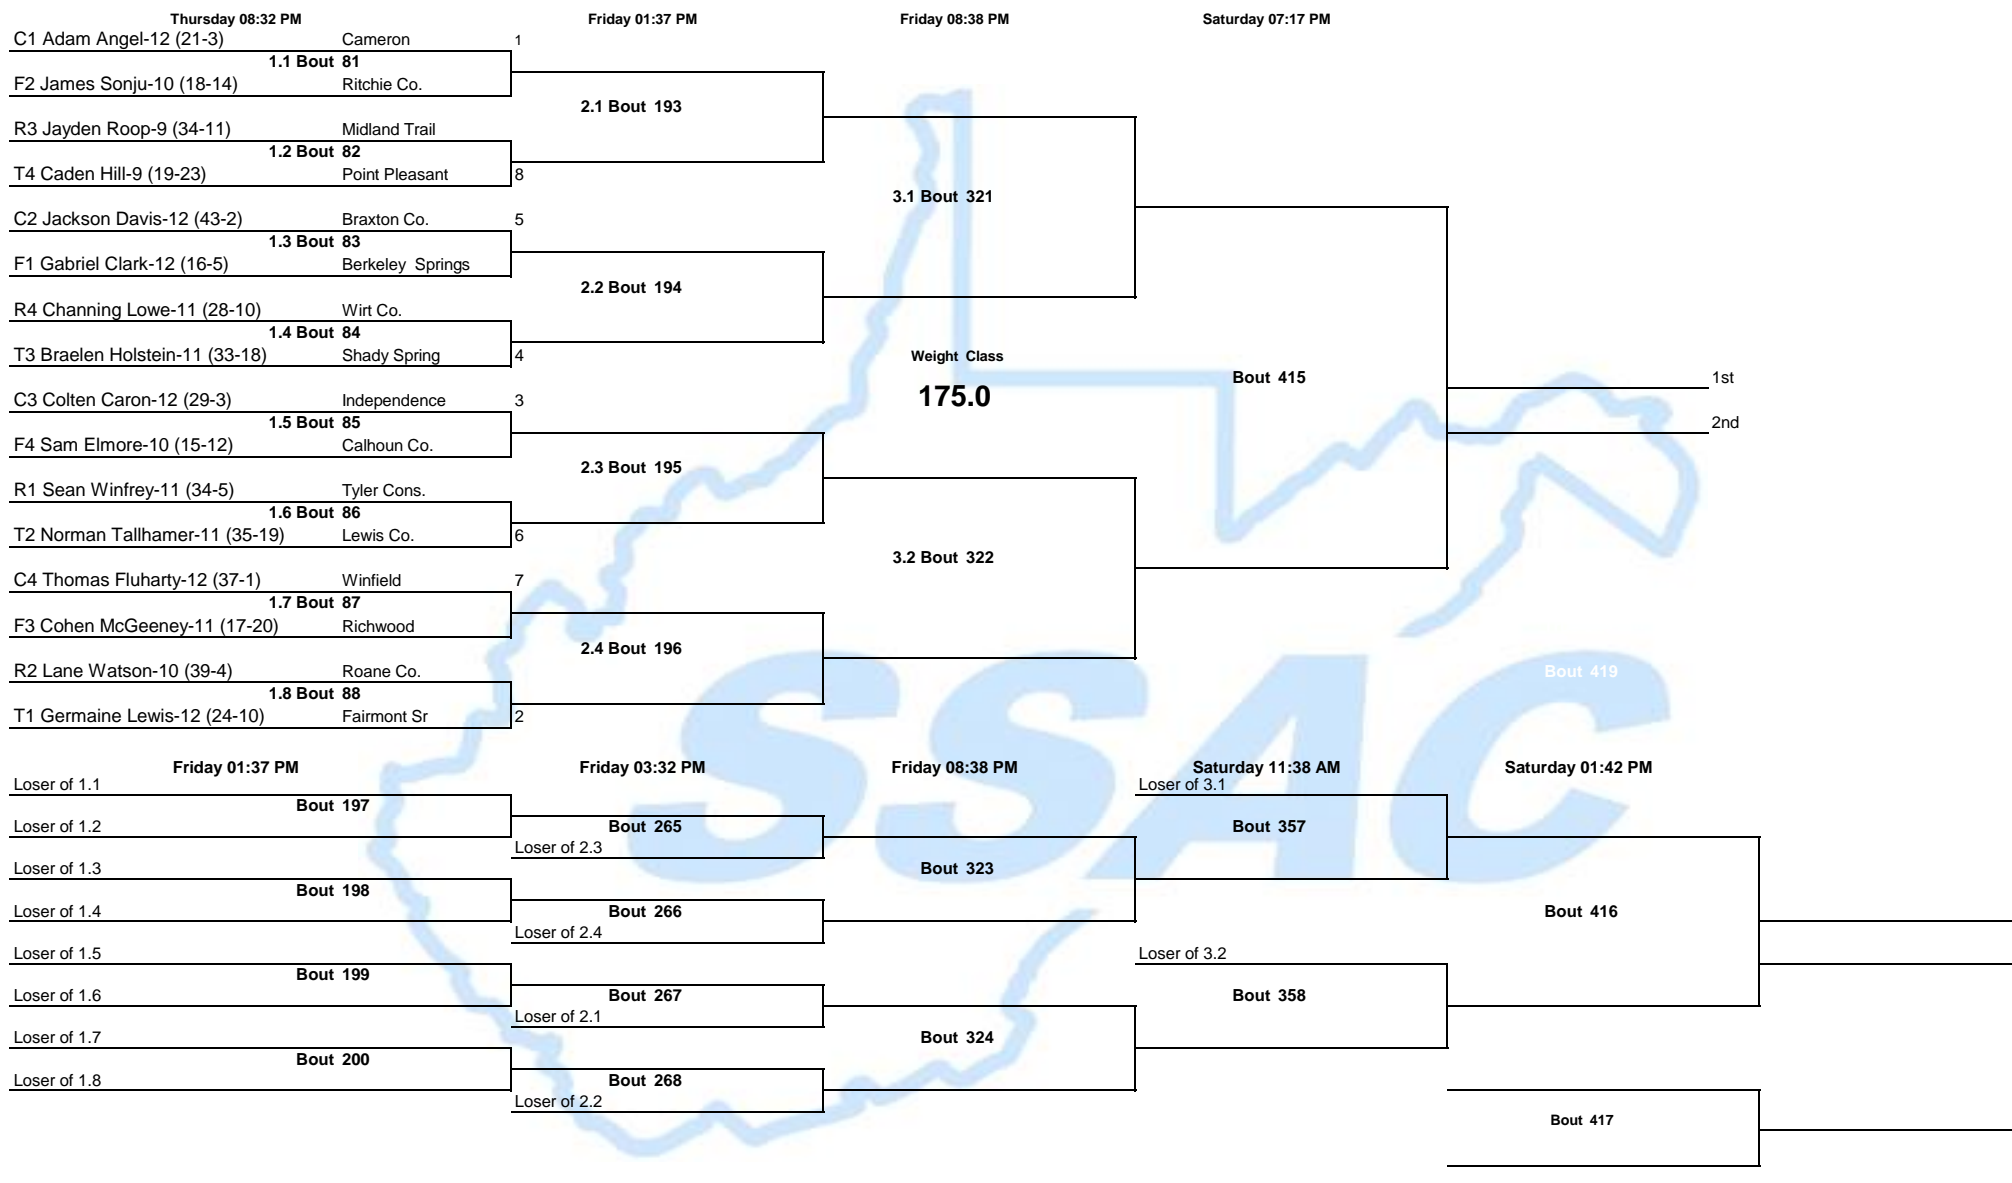 Thursday 08:32 PM Friday 01:37 PM Friday 08:38 PM Saturday 07:17 PM
C1 Adam Angel-12 (21-3) Cameron 1
1.1 Bout 81
F2 James Sonju-10 (18-14) Ritchie Co.
2.1 Bout 193
R3 Jayden Roop-9 (34-11) Midland Trail
1.2 Bout 82
T4 Caden Hill-9 (19-23) Point Pleasant 8
3.1 Bout 321
C2 Jackson Davis-12 (43-2) Braxton Co. 5
1.3 Bout 83
F1 Gabriel Clark-12 (16-5) Berkeley Springs
2.2 Bout 194
R4 Channing Lowe-11 (28-10) Wirt Co.
1.4 Bout 84
T3 Braelen Holstein-11 (33-18) Shady Spring 4
Weight Class
Bout 415 1st
175.0
C3 Colten Caron-12 (29-3) Independence 3
1.5 Bout 85 2nd
F4 Sam Elmore-10 (15-12) Calhoun Co.
2.3 Bout 195
R1 Sean Winfrey-11 (34-5) Tyler Cons.
1.6 Bout 86
T2 Norman Tallhamer-11 (35-19) Lewis Co. 6
3.2 Bout 322
C4 Thomas Fluharty-12 (37-1) Winfield 7
1.7 Bout 87
F3 Cohen McGeeney-11 (17-20) Richwood
2.4 Bout 196
R2 Lane Watson-10 (39-4) Roane Co. Bout 419
1.8 Bout 88
T1 Germaine Lewis-12 (24-10) Fairmont Sr 2
SSAC
Friday 01:37 PM Friday 03:32 PM Friday 08:38 PM Saturday 11:38 AM Saturday 01:42 PM
Loser of 1.1 Loser of 3.1
Bout 197
Loser of 1.2 Bout 265 Bout 357
Loser of 2.3
Loser of 1.3 Bout 323
Bout 198
Loser of 1.4 Bout 266 Bout 416
Loser of 2.4
Loser of 1.5 Loser of 3.2
Bout 199
Loser of 1.6 Bout 267 Bout 358
Loser of 2.1
Loser of 1.7 Bout 324
Bout 200
Loser of 1.8 Bout 268
Loser of 2.2
Bout 417